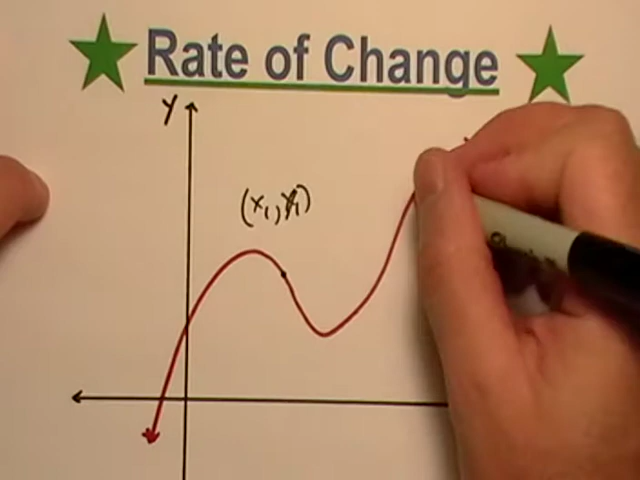 Rate of Change
Y
(x₁, y₁)